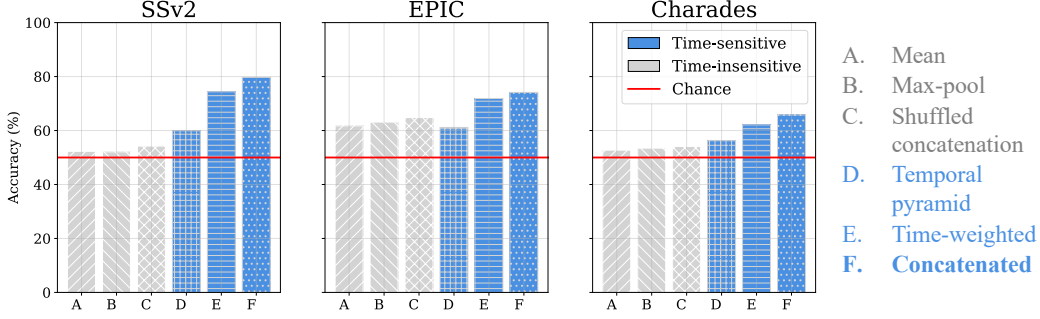 SSv2
EPIC
Charades
Accuracy (%)
100
80
60
40
20
0
A B C D E F
A B C D E F
A B C D E F
Time-sensitive
Time-insensitive
Chance
A. Mean
B. Max-pool
C. Shuffled
concatenation
D. Temporal
pyramid
E. Time-weighted
F. Concatenated